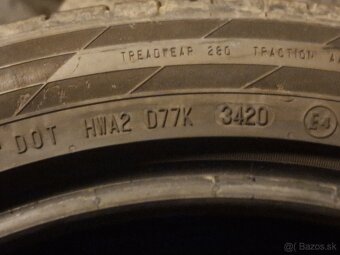 TREADWEAR 280 TRACTION A
DOT HWA2 D77K 3420 E4
© Bazos.sk